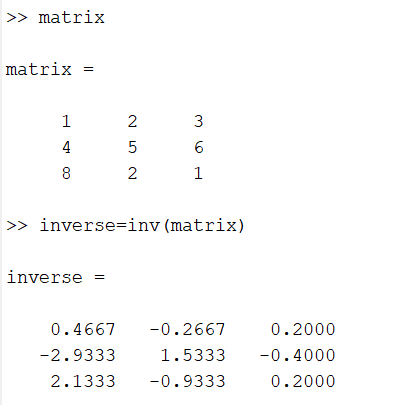 >> matrix
matrix =
1 2 3
4 5 6
8 2 1
>> inverse=inv(matrix)
inverse =
0.4667 -0.2667 0.2000
-2.9333 1.5333 -0.4000
2.1333 -0.9333 0.2000